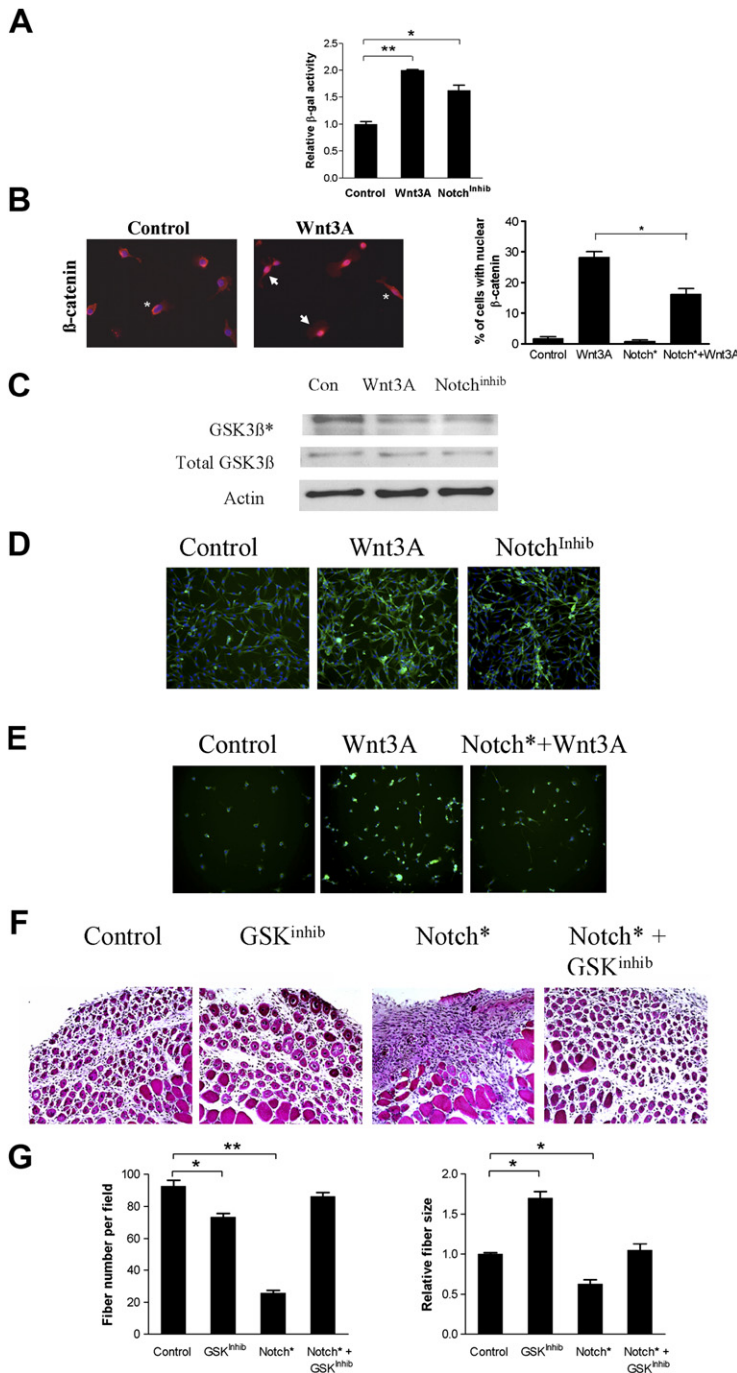 A
* 
**
Relative β-gal activity
2.5
2.0
1.5
1.0
0.5
0.0
Control Wnt3A Notch^Inhib
B
Control Wnt3A
ß-catenin
*
*
% of cells with nuclear
β-catenin
50
40
30
20
10
0
*
Control Wnt3A Notch* Notch*+Wnt3A
C
Con Wnt3A Notch^inhib
GSK3ß*
Total GSK3ß
Actin
D
Control Wnt3A Notch^Inhib
E
Control Wnt3A Notch*+Wnt3A
F
Control GSK^inhib Notch* Notch* +
GSK^inhib
G
**
*
Fiber number per field
100
80
60
40
20
0
Control GSK^Inhib Notch* Notch* +
GSK^Inhib
*
*
Relative fiber size
2.0
1.5
1.0
0.5
0.0
Control GSK^Inhib Notch* Notch* +
GSK^Inhib